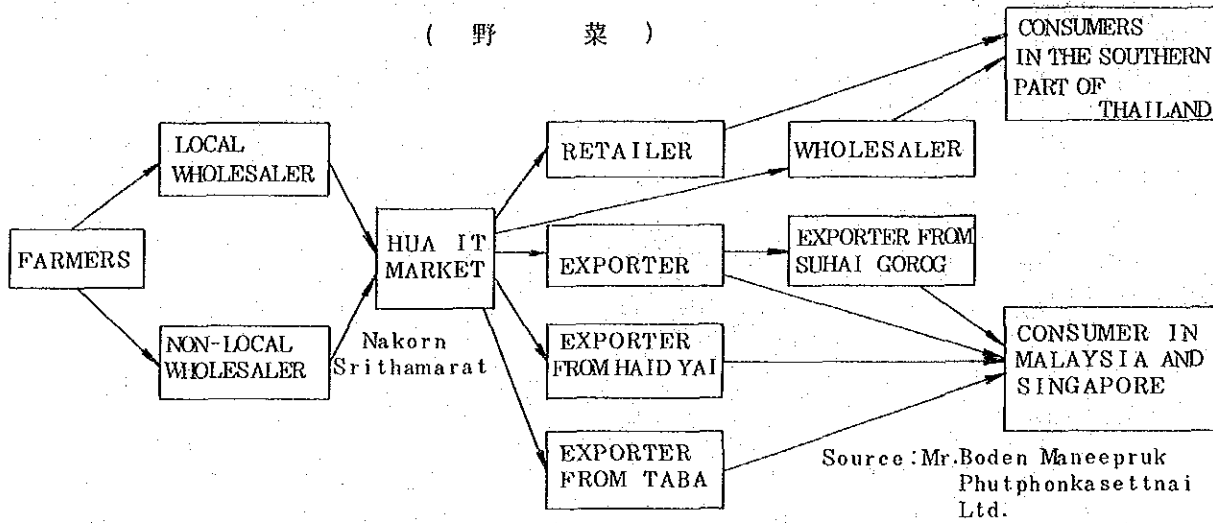 ( 野 菜 )
CONSUMERS
IN THE SOUTHERN
PART OF
THAILAND
LOCAL
WHOLESALER
RETAILER
WHOLESALER
FARMERS
HUA IT
MARKET
EXPORTER
EXPORTER FROM
SUHAI GOROG
NON-LOCAL
WHOLESALER
Nakorn
Srithamarat
EXPORTER
FROM HAID YAI
CONSUMER IN
MALAYSIA AND
SINGAPORE
EXPORTER
FROM TABA
Source : Mr. Boden Maneepruk
Phutphonkasettnai
Ltd.